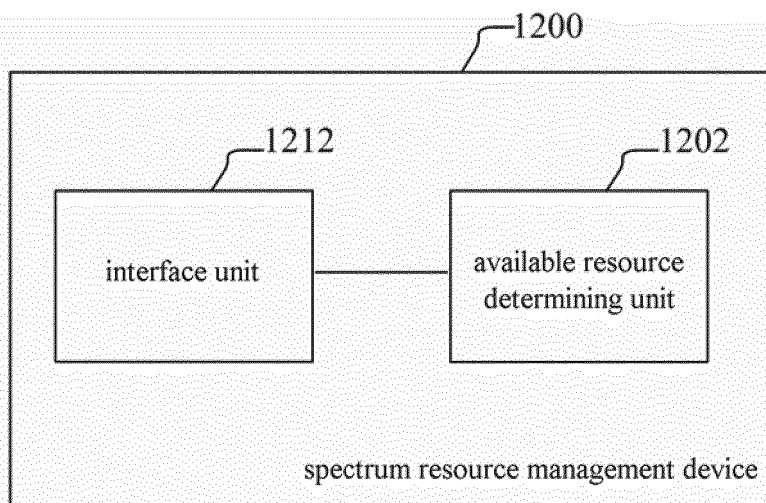 1200
1212
1202
interface unit
available resource
determining unit
spectrum resource management device